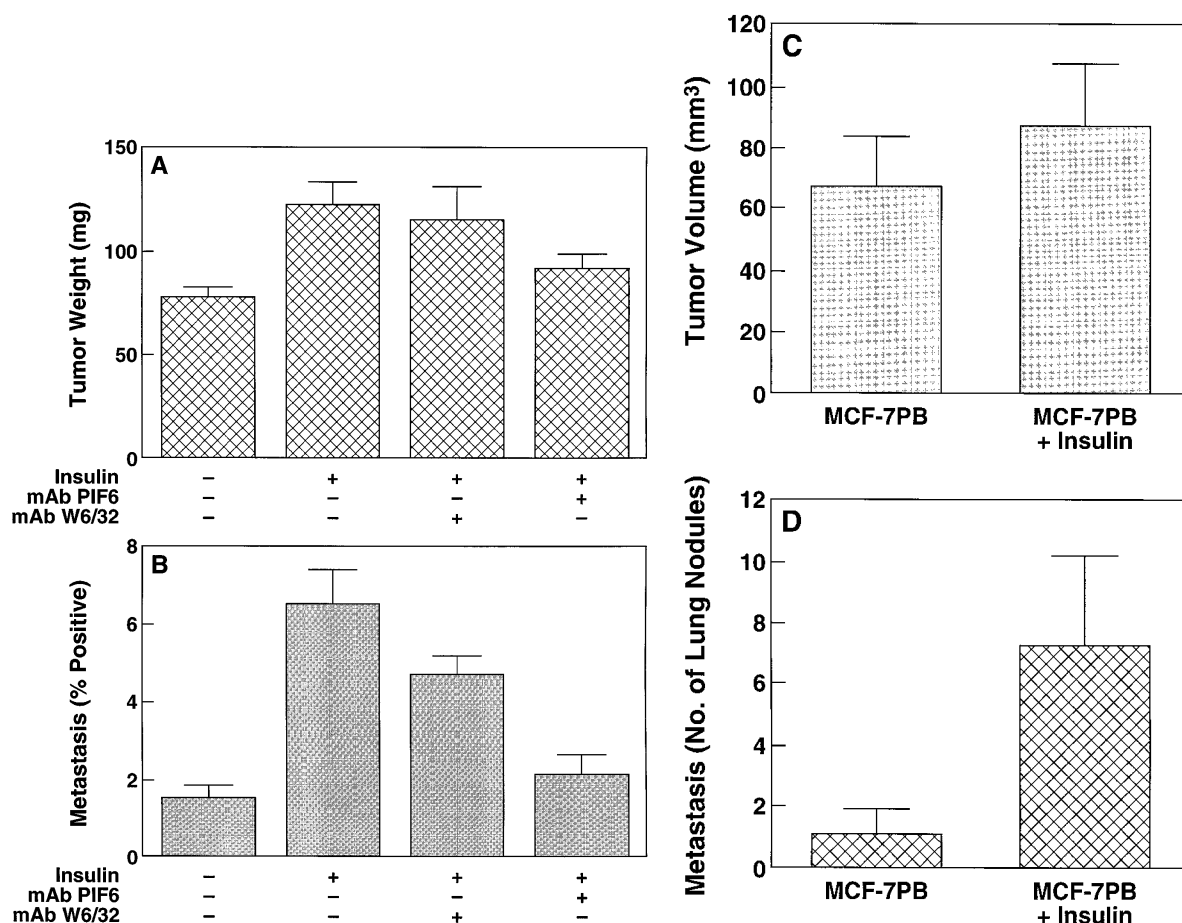 A
Tumor Weight (mg)
150
100
50
0
Insulin – + + +
mAb PIF6 – – – +
mAb W6/32 – – + –
B
Metastasis (% Positive)
8
6
4
2
0
Insulin – + + +
mAb PIF6 – – – +
mAb W6/32 – – + –
C
Tumor Volume (mm³)
120
100
80
60
40
20
0
MCF-7PB
MCF-7PB
+ Insulin
D
Metastasis (No. of Lung Nodules)
12
10
8
6
4
2
0
MCF-7PB
MCF-7PB
+ Insulin